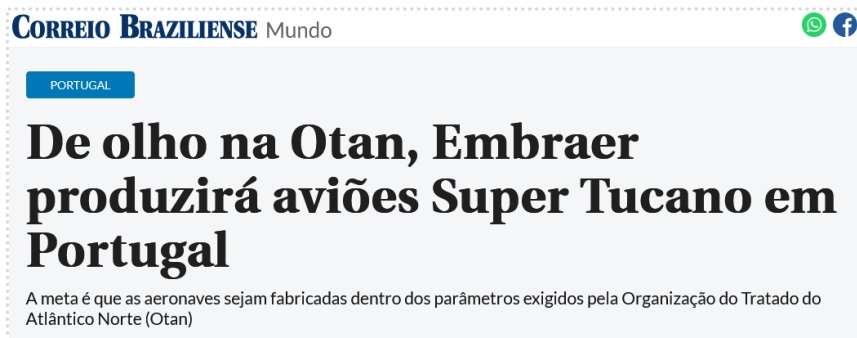 CORREIO BRAZILIENSE Mundo
PORTUGAL
De olho na Otan, Embraer
produzirá aviões Super Tucano em
Portugal
A meta é que as aeronaves sejam fabricadas dentro dos parâmetros exigidos pela Organização do Tratado do
Atlântico Norte (Otan)